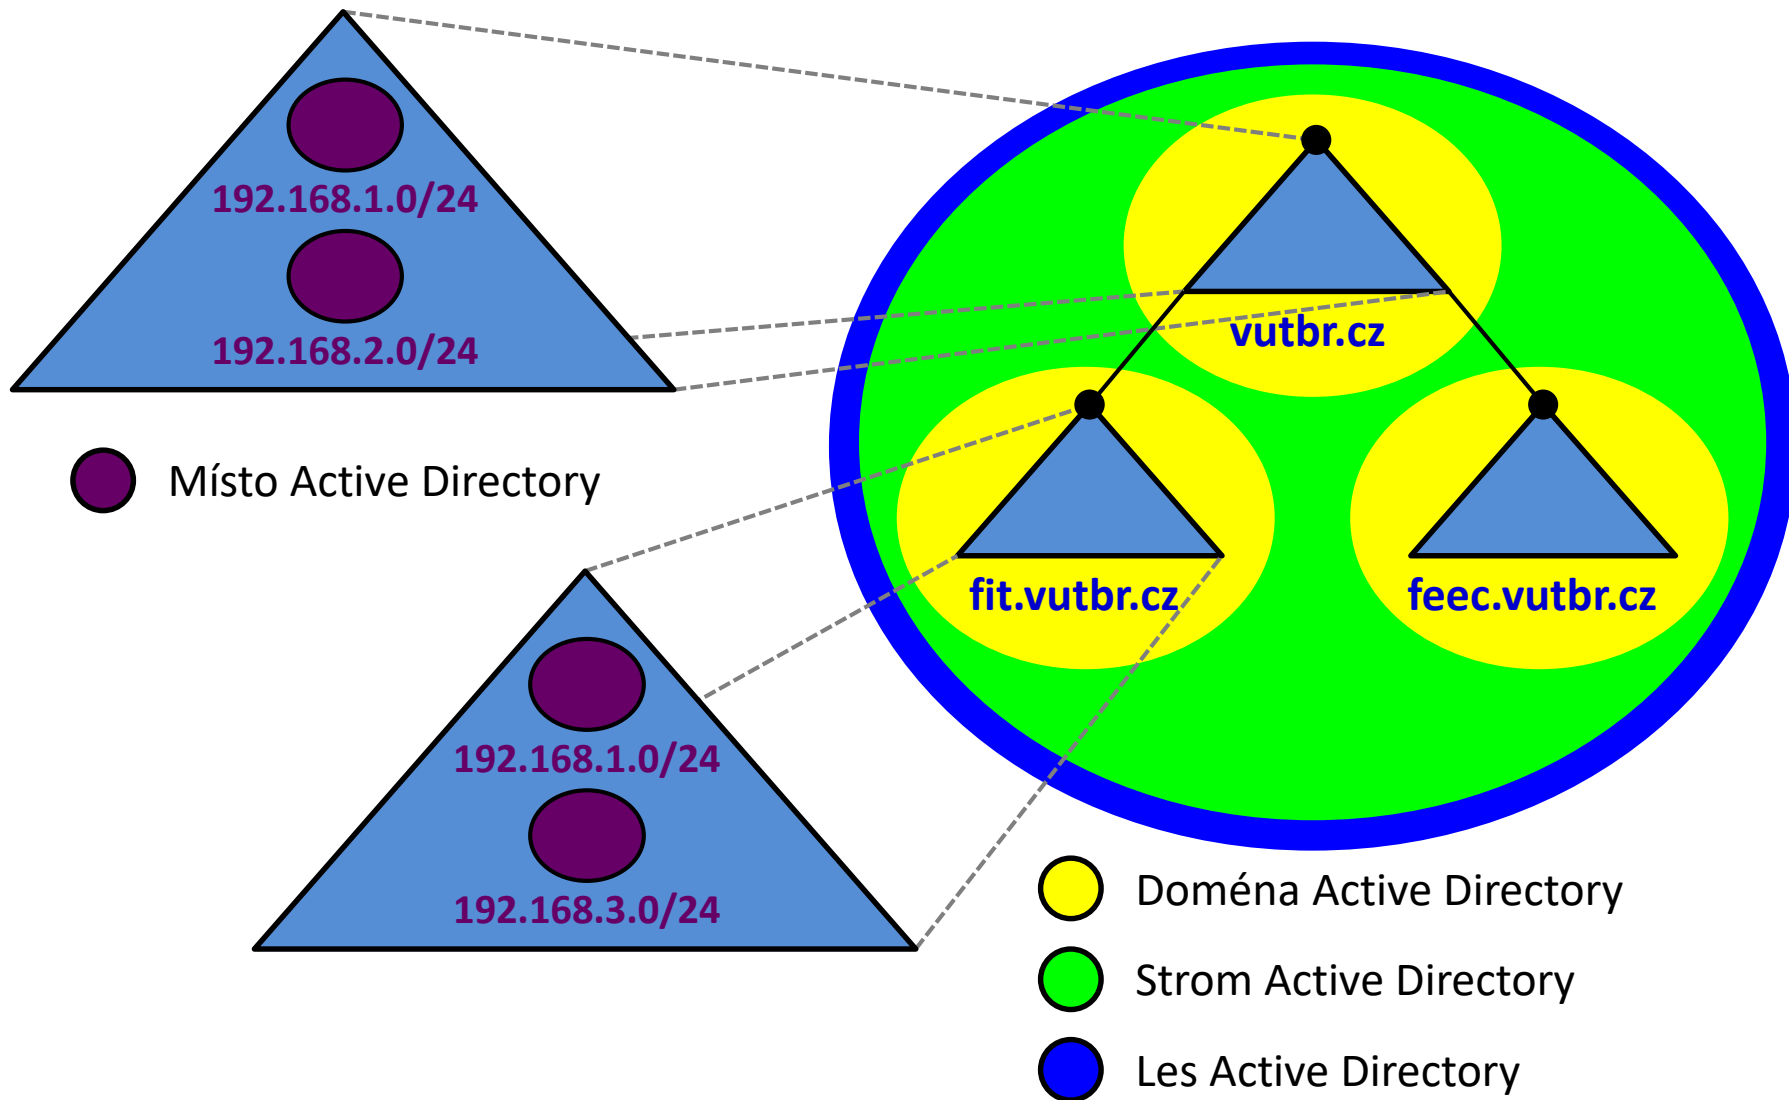 192.168.1.0/24
192.168.2.0/24
Místo Active Directory
192.168.1.0/24
192.168.3.0/24
vutbr.cz
fit.vutbr.cz
feec.vutbr.cz
Doména Active Directory
Strom Active Directory
Les Active Directory